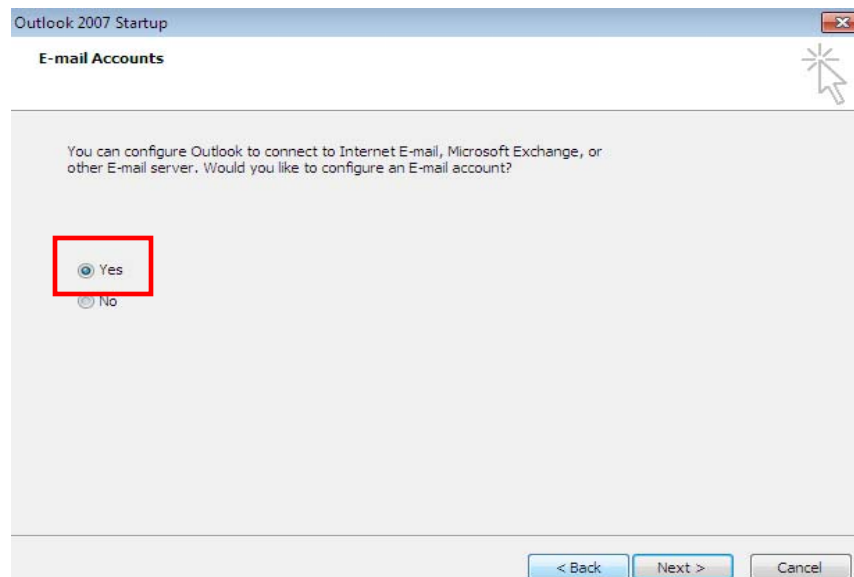 Outlook 2007 Startup
E-mail Accounts
You can configure Outlook to connect to Internet E-mail, Microsoft Exchange, or
other E-mail server. Would you like to configure an E-mail account?
Yes
No
< Back Next > Cancel